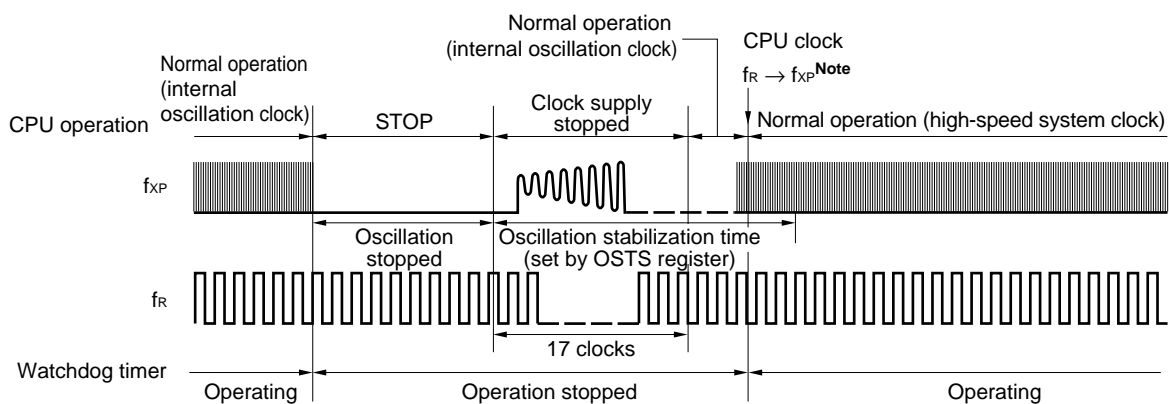 Normal operation
(internal oscillation clock)
CPU clock
fR → fXPNote
Normal operation
(internal
oscillation clock)
CPU operation
STOP
Clock supply
stopped
Normal operation (high-speed system clock)
fXP
Oscillation
stopped
Oscillation stabilization time
(set by OSTS register)
fR
17 clocks
Watchdog timer
Operating
Operation stopped
Operating